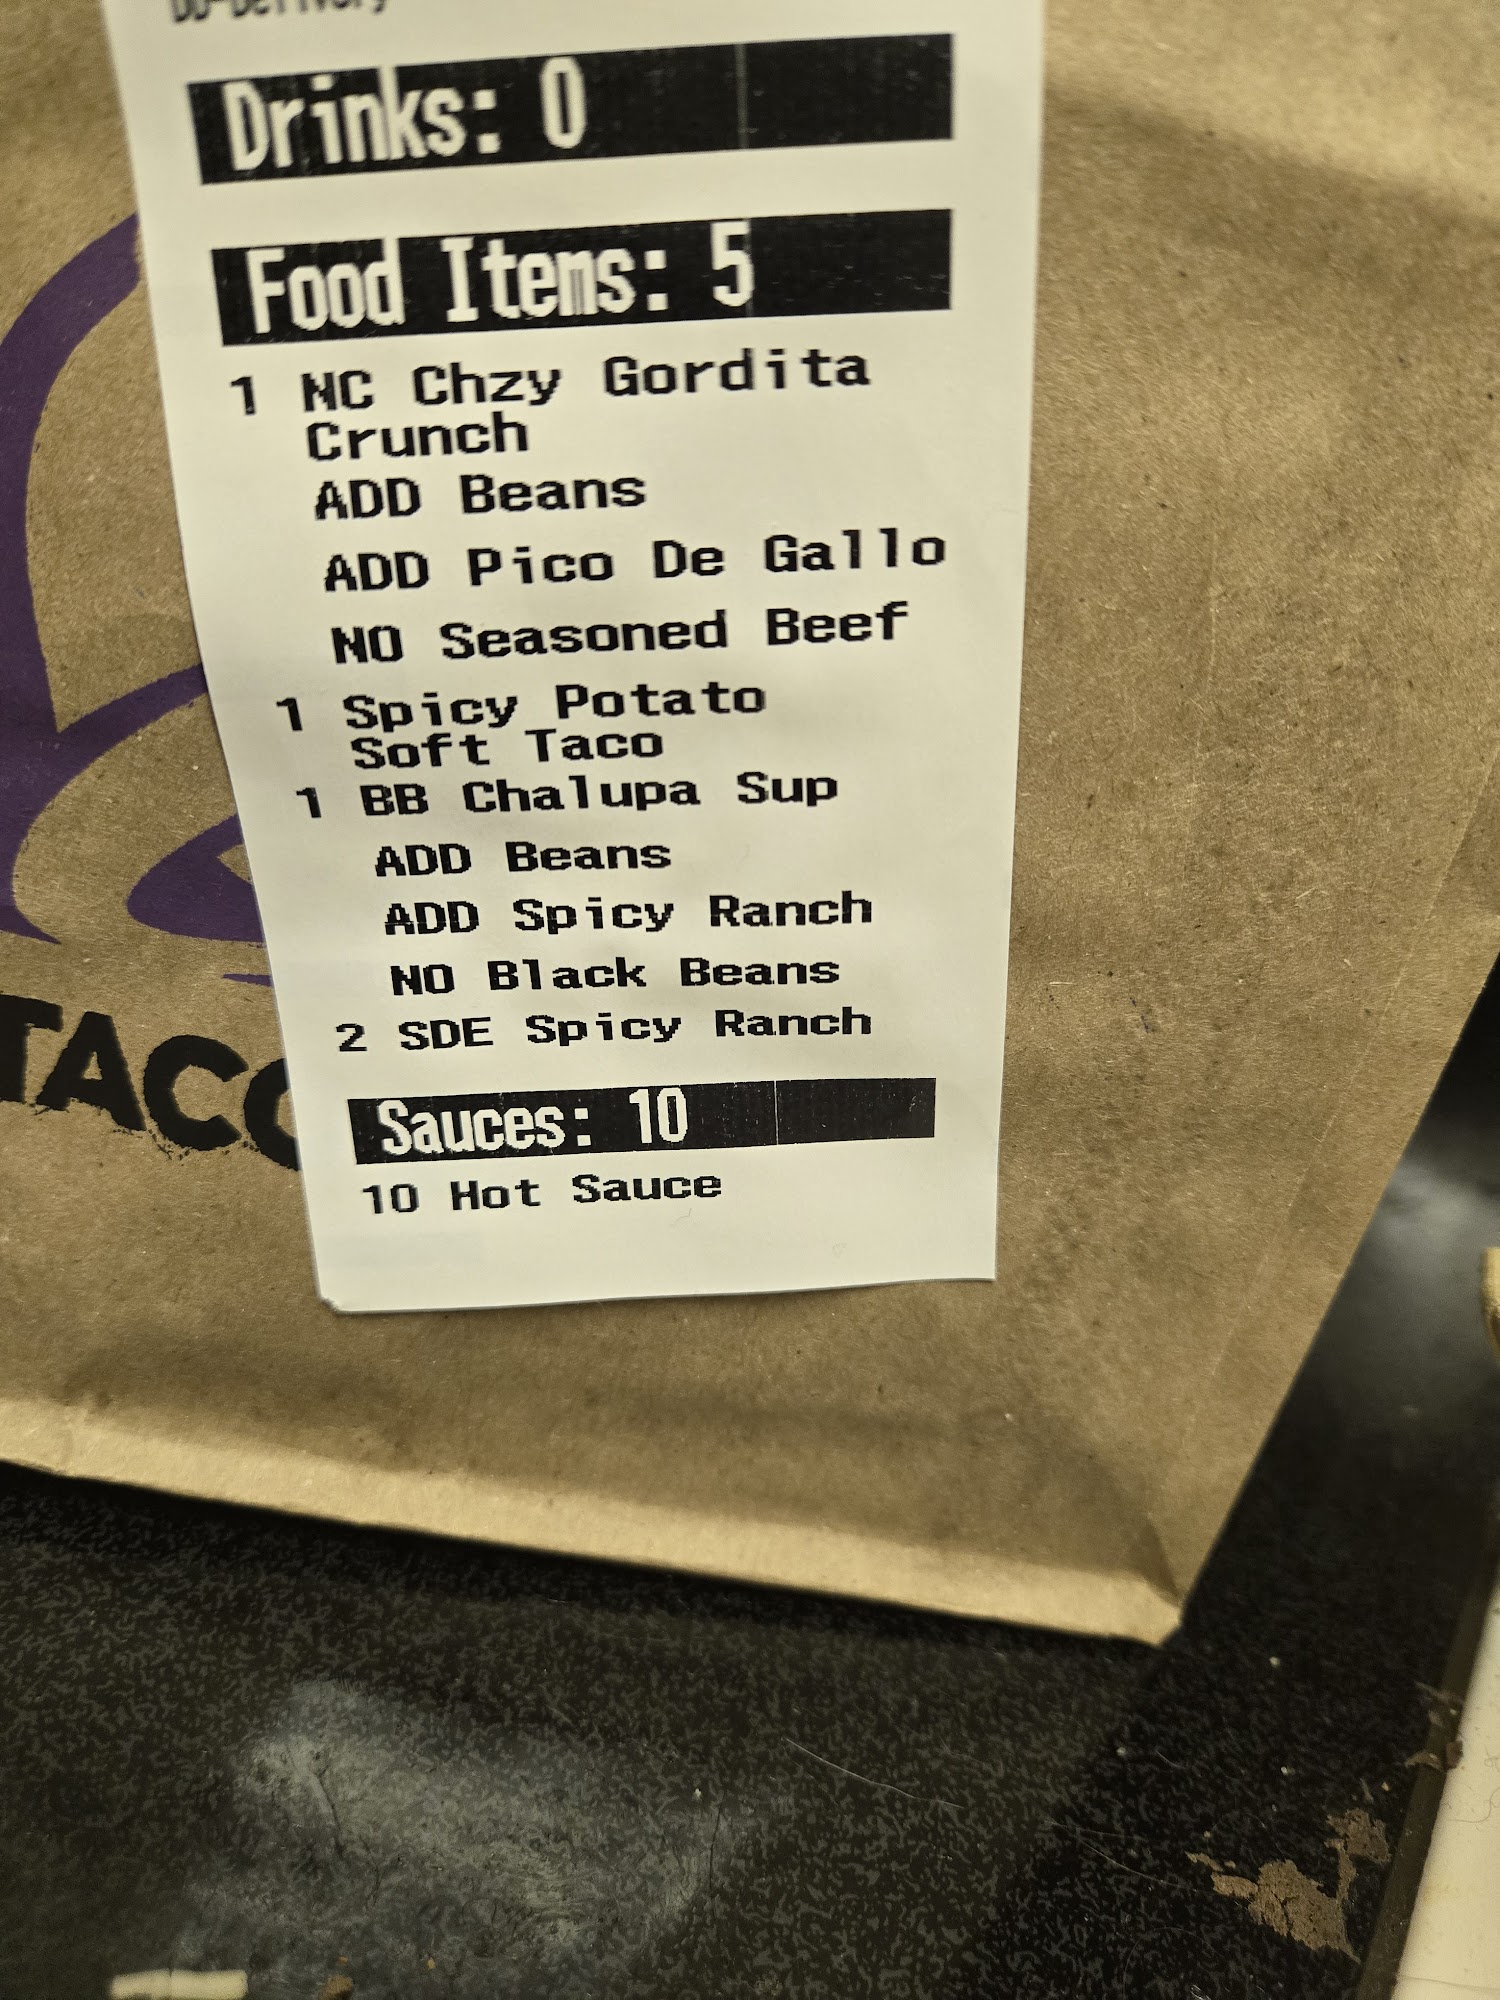 DD-Delivery
Drinks: 0
Food Items: 5
1 NC Chzy Gordita
Crunch
ADD Beans
ADD Pico De Gallo
NO Seasoned Beef
1 Spicy Potato
Soft Taco
1 BB Chalupa Sup
ADD Beans
ADD Spicy Ranch
NO Black Beans
2 SDE Spicy Ranch
Sauces: 10
10 Hot Sauce
TACO